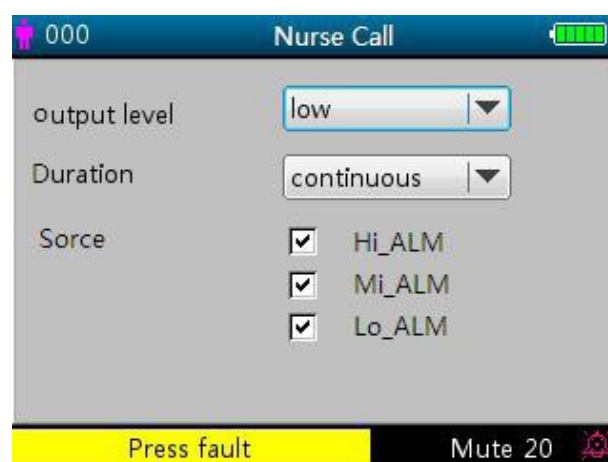 000 Nurse Call
output level low
Duration continuous
Sorce Hi_ALM
Mi_ALM
Lo_ALM
Press fault Mute 20